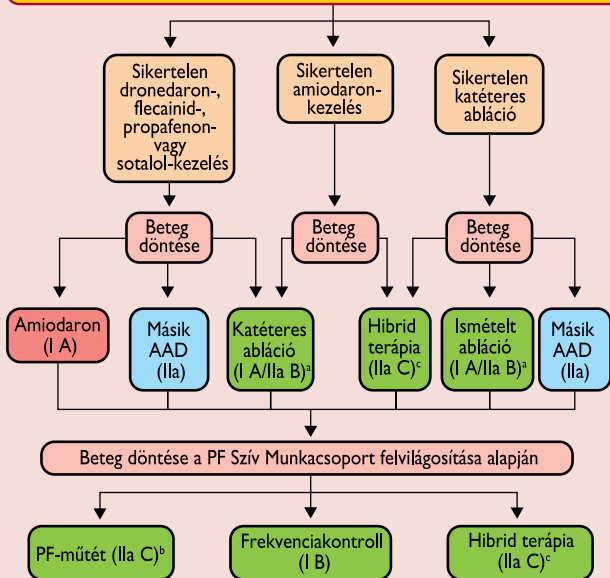 Sikertelen
dronedaron-,
flecainid-,
propafenon-
vagy
sotalol-kezelés
Sikertelen
amiodaron-
kezelés
Sikertelen
katéteres
abláció
Beteg
döntése
Beteg
döntése
Beteg
döntése
Amiodaron
(I A)
Másik
AAD
(IIa)
Katéteres
abláció
(I A/IIa B)ᵃ
Hibrid
terápia
(IIa C)ᶜ
Ismételt
abláció
(I A/IIa B)ᵃ
Másik
AAD
(IIa)
Beteg döntése a PF Szív Munkacsoport felvilágosítása alapján
PF-műtét (IIa C)ᵇ
Frekvenciakontroll
(I B)
Hibrid terápia
(IIa C)ᶜ